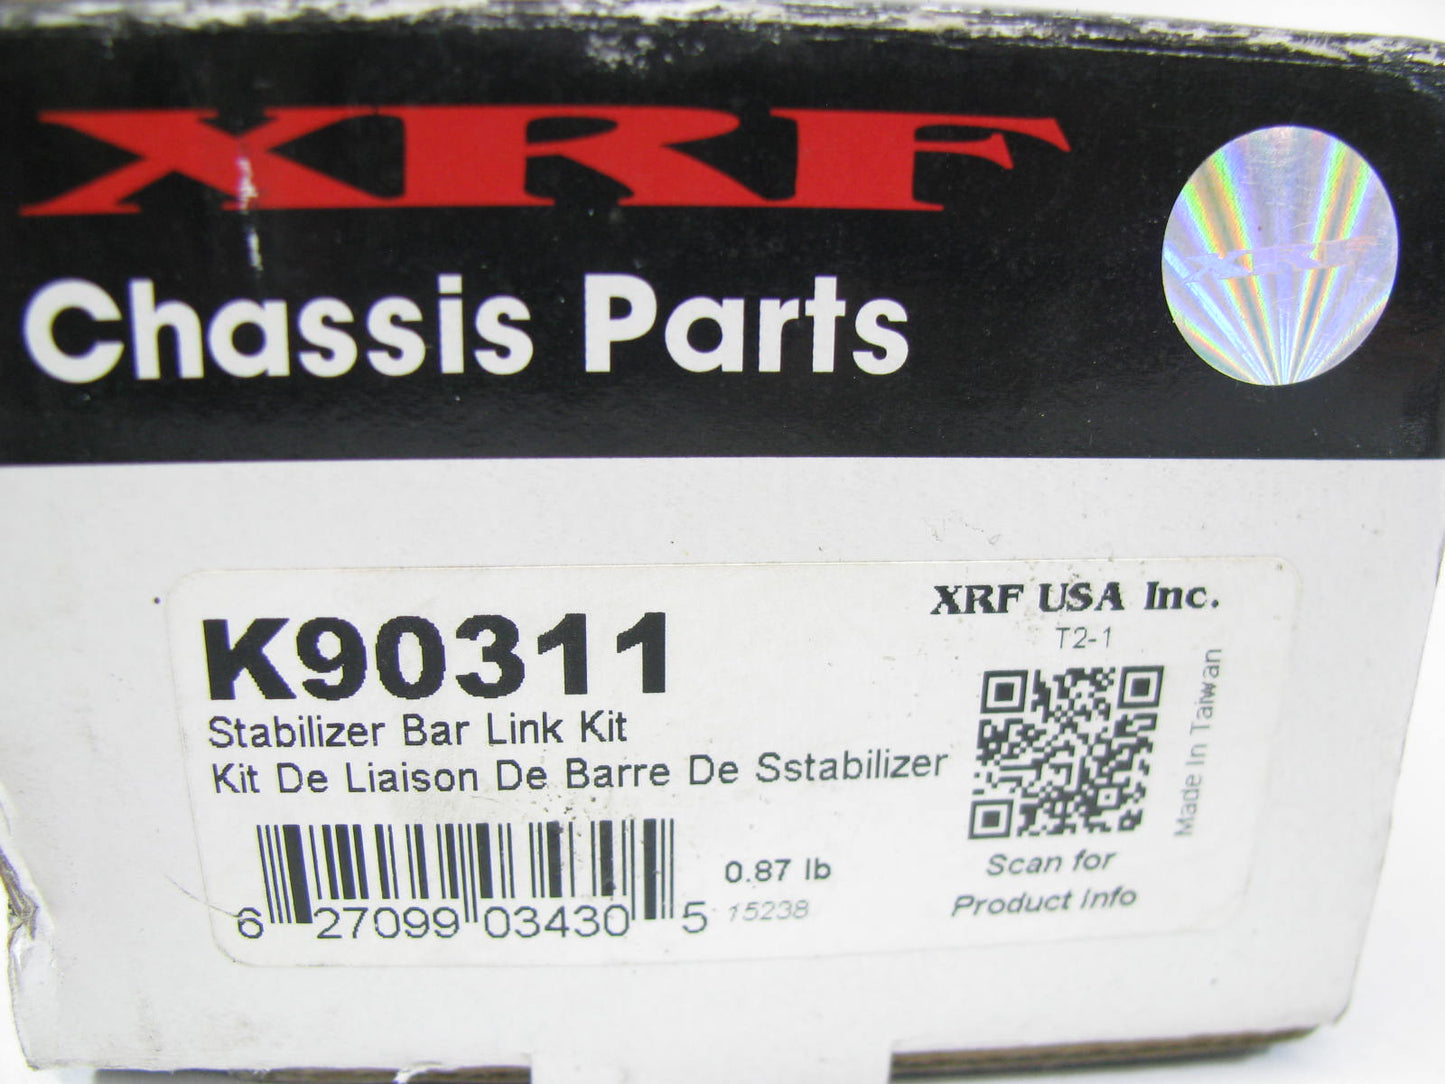 XRF
Chassis Parts
XRF
K90311
Stabilizer Bar Link Kit
Kit De Liaison De Barre De Sstabilizer
6 27099 03430 5
0.87 lb
15238
XRF USA Inc.
T2-1
Made In Taiwan
Scan for
Product Info